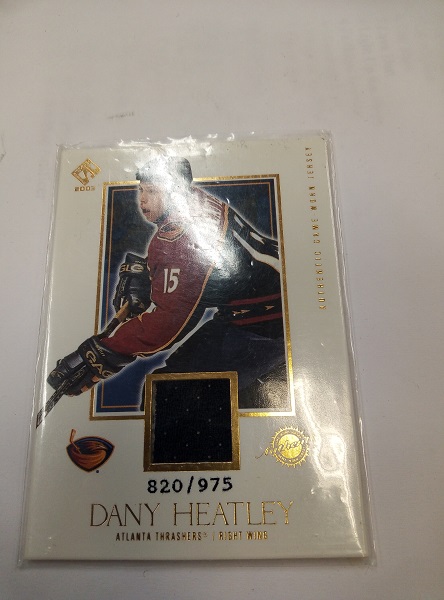 2003
AUTHENTIC GAME WORN JERSEY
15
820/975
DANY HEATLEY
ATLANTA THRASHERS | RIGHT WING